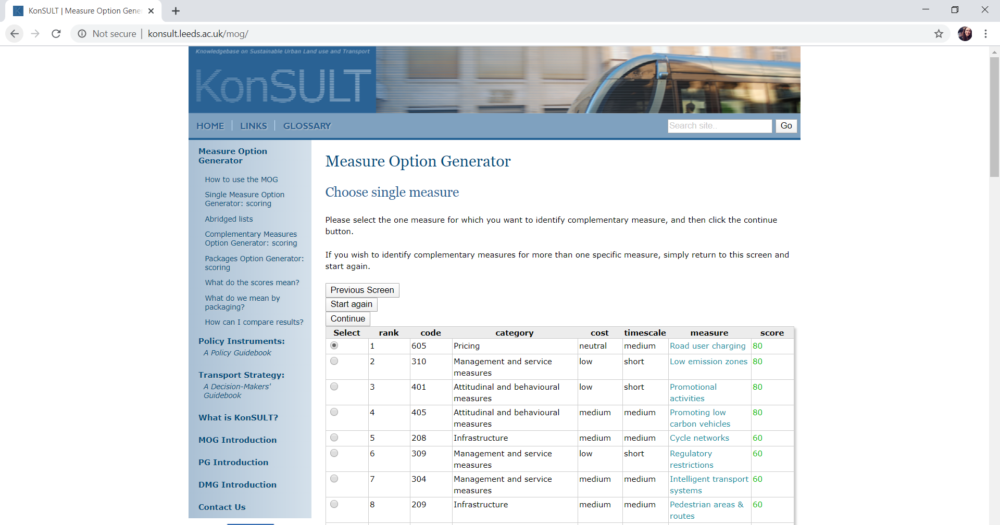 KonSULT | Measure Option Gene
Not secure | konsult.leeds.ac.uk/mog/
Knowledgebase on Sustainable Urban Land use and Transport
KonSULT
HOME
LINKS
GLOSSARY
Search site..
Go
Measure Option
Generator
How to use the MOG
Single Measure Option
Generator: scoring
Abridged lists
Complementary Measures
Option Generator: scoring
Packages Option Generator:
scoring
What do the scores mean?
What do we mean by
packaging?
How can I compare results?
Policy Instruments:
A Policy Guidebook
Transport Strategy:
A Decision-Makers'
Guidebook
What is KonSULT?
MOG Introduction
PG Introduction
DMG Introduction
Contact Us
Measure Option Generator
Choose single measure
Please select the one measure for which you want to identify complementary measure, and then click the continue
button.
If you wish to identify complementary measures for more than one specific measure, simply return to this screen and
start again.
Previous Screen
Start again
Continue
Select rank code category cost timescale measure score
1 605 Pricing neutral medium Road user charging 80
2 310 Management and service low short Low emission zones 80
measures
3 401 Attitudinal and behavioural low short Promotional 80
measures activities
4 405 Attitudinal and behavioural medium medium Promoting low 80
measures carbon vehicles
5 208 Infrastructure medium medium Cycle networks 60
6 309 Management and service low short Regulatory 60
measures restrictions
7 304 Management and service medium medium Intelligent transport 60
measures systems
8 209 Infrastructure medium medium Pedestrian areas & 60
routes